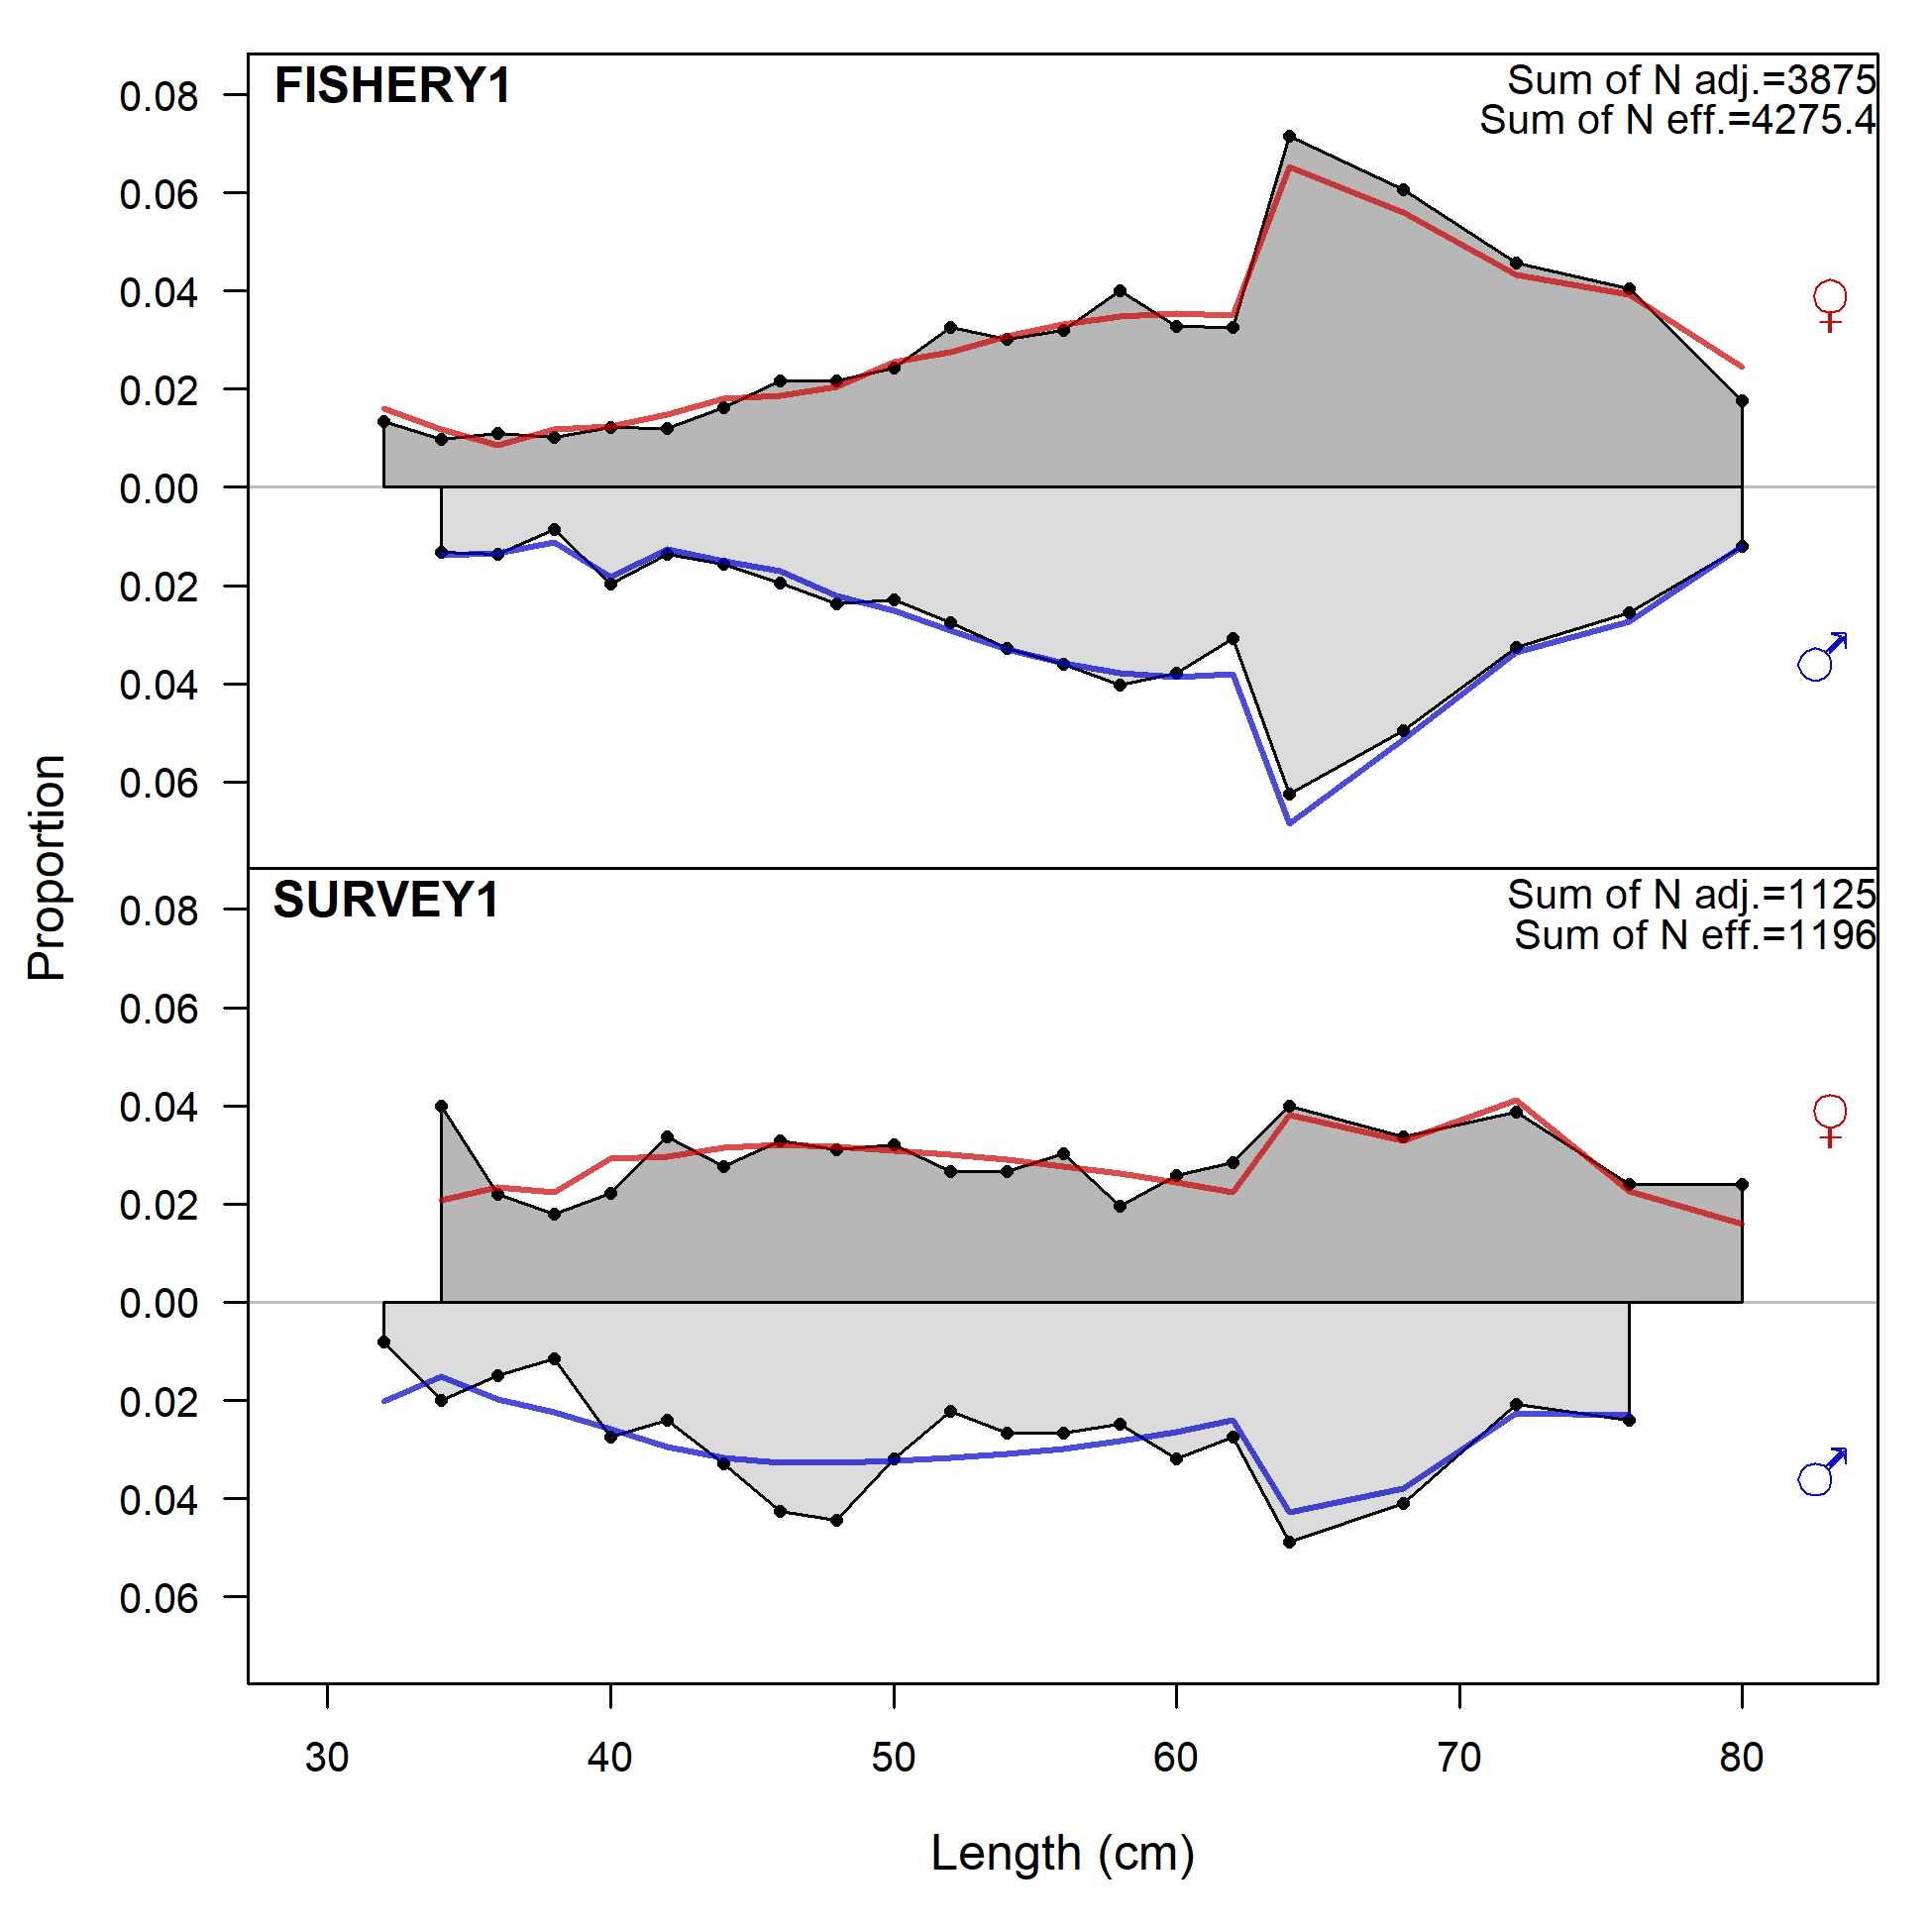 FISHERY1
Sum of N adj.=3875
Sum of N eff.=4275.4
0.08
0.06
0.04
0.02
0.00
0.02
0.04
0.06
♀
♂
Proportion
SURVEY1
Sum of N adj.=1125
Sum of N eff.=1196
0.08
0.06
0.04
0.02
0.00
0.02
0.04
0.06
♀
♂
30 40 50 60 70 80
Length (cm)